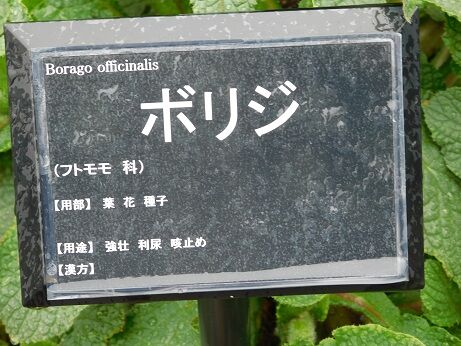 Borago officinalis
ボリジ
(フトモモ 科)
【用部】 葉 花 種子
【用途】 強壮 利尿 咳止め
【漢方】